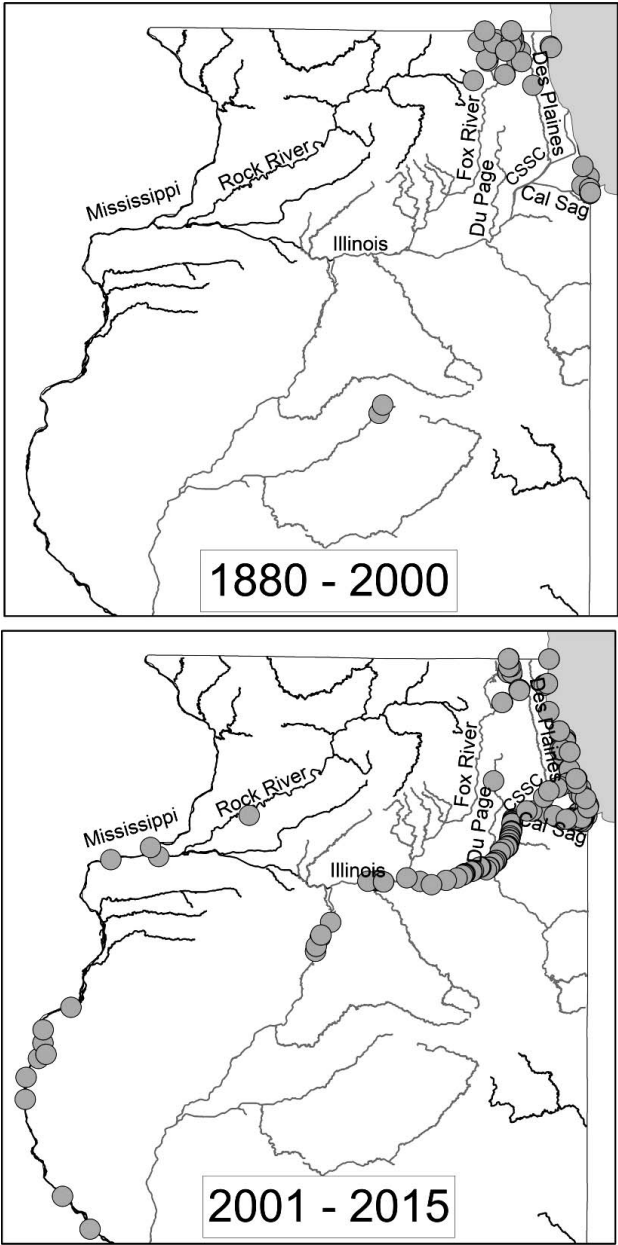 Des Plaines
Fox River
Rock River
Du Page
CSSC
Mississippi
Cal Sag
Illinois
1880 - 2000
Des Plaines
Fox River
Rock River
CSSC
Mississippi
Du Page
Cal Sag
Illinois
2001 - 2015